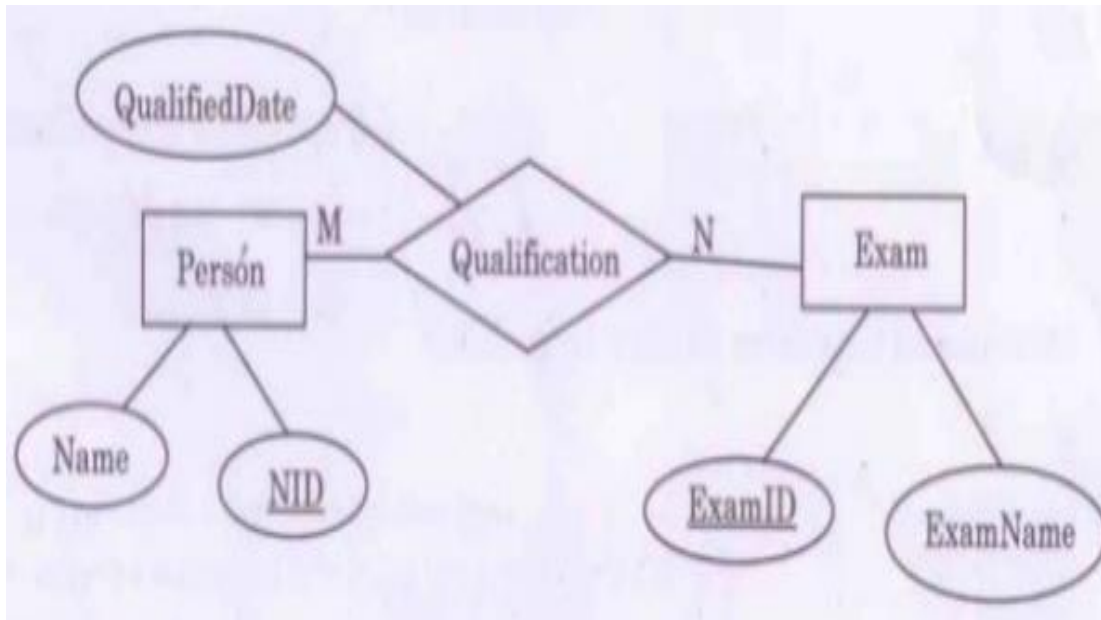 QualifiedDate
M
N
Persón
Qualification
Exam
Name
NID
ExamID
ExamName